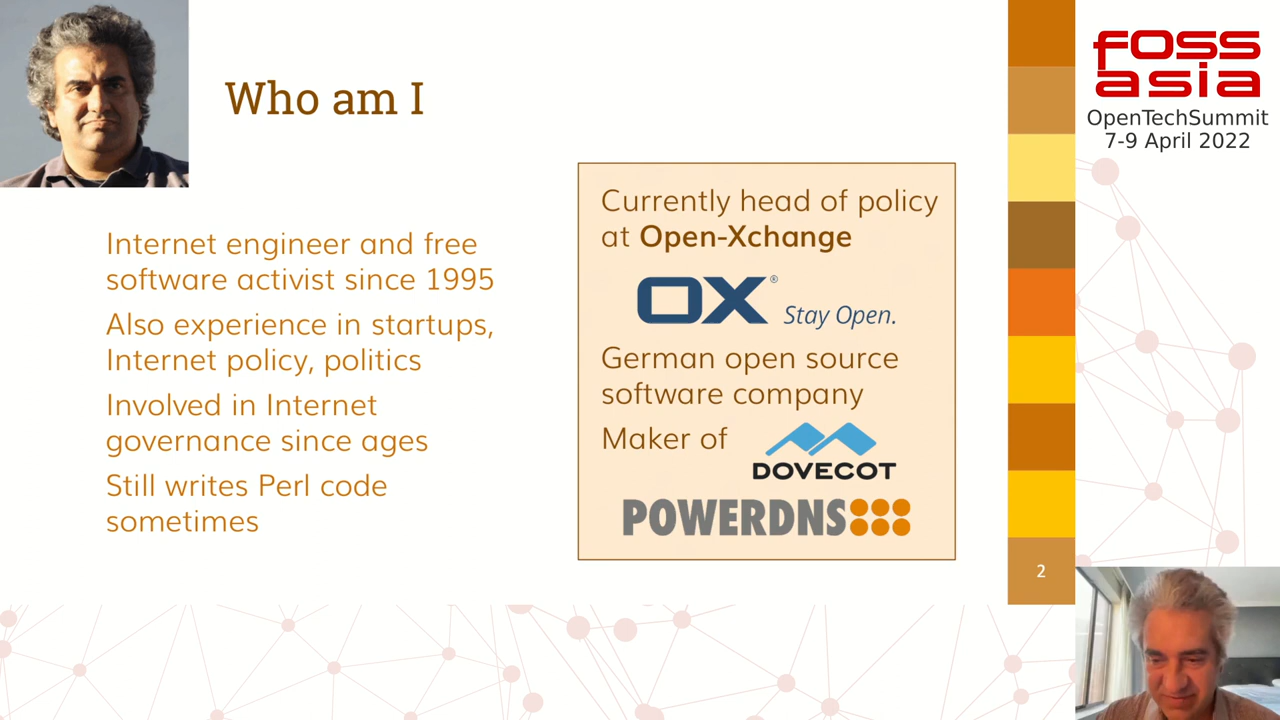 Who am I
Internet engineer and free
software activist since 1995
Also experience in startups,
Internet policy, politics
Involved in Internet
governance since ages
Still writes Perl code
sometimes
Currently head of policy
at Open-Xchange
OX®
Stay Open.
German open source
software company
Maker of
DOVECOT
POWERDNS
2
fOSS
asia
OpenTechSummit
7-9 April 2022